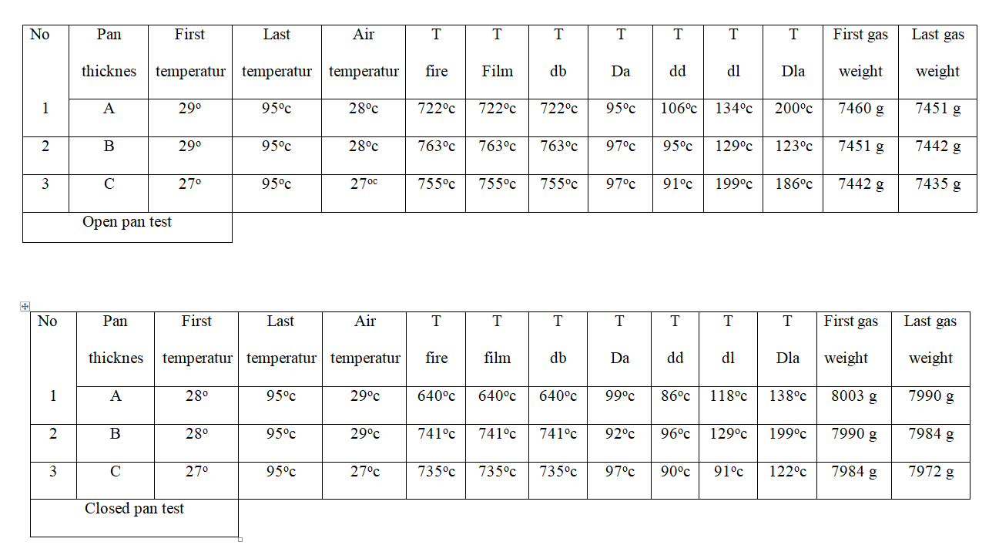 No Pan First Last Air T T T T T T T First gas Last gas
thicknes temperatur temperatur temperatur fire Film db Da dd dl Dla weight weight
1 A 29º 95ºc 28ºc 722ºc 722ºc 722ºc 95ºc 106ºc 134ºc 200ºc 7460 g 7451 g
2 B 29º 95ºc 28ºc 763ºc 763ºc 763ºc 97ºc 95ºc 129ºc 123ºc 7451 g 7442 g
3 C 27º 95ºc 27ºc 755ºc 755ºc 755ºc 97ºc 91ºc 199ºc 186ºc 7442 g 7435 g
Open pan test
No Pan First Last Air T T T T T T T First gas Last gas
thicknes temperatur temperatur temperatur fire film db Da dd dl Dla weight weight
1 A 28º 95ºc 29ºc 640ºc 640ºc 640ºc 99ºc 86ºc 118ºc 138ºc 8003 g 7990 g
2 B 28º 95ºc 29ºc 741ºc 741ºc 741ºc 92ºc 96ºc 129ºc 199ºc 7990 g 7984 g
3 C 27º 95ºc 27ºc 735ºc 735ºc 735ºc 97ºc 90ºc 91ºc 122ºc 7984 g 7972 g
Closed pan test